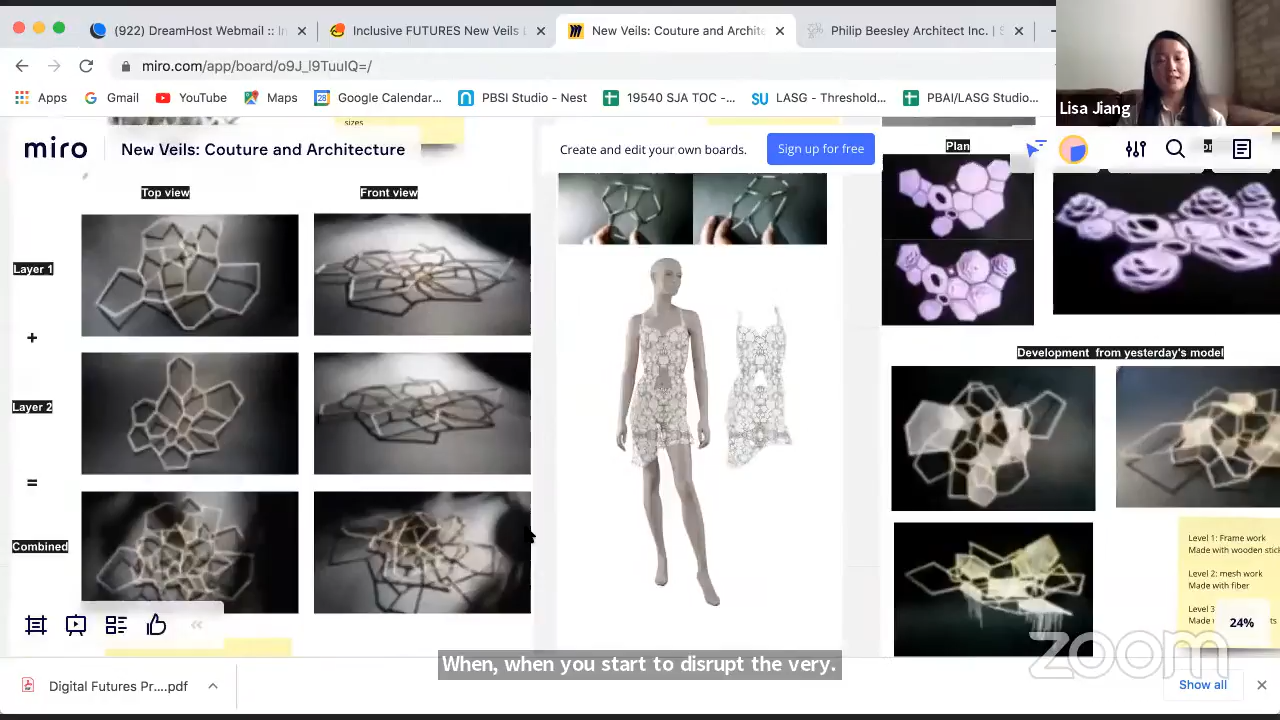 (922) DreamHost Webmail :: In
Inclusive FUTURES New Veils L
New Veils: Couture and Archite
Philip Beesley Architect Inc. | S
miro.com/app/board/o9J_l9TuuIQ=/
Apps
Gmail
YouTube
Maps
Google Calendar...
PBSI Studio - Nest
19540 SJA TOC -...
LASG - Threshold...
PBAI/LASG Studio...
Lisa Jiang
sizes
miro
New Veils: Couture and Architecture
Create and edit your own boards.
Sign up for free
Plan
Top view
Front view
Layer 1
+
Layer 2
=
Combined
Development from yesterday's model
Level 1: Frame work
Made with wooden stick
Level 2: mesh work
Made with fiber
Level 3
Made
24%
zoom
When, when you start to disrupt the very.
Digital Futures Pr....pdf
Show all